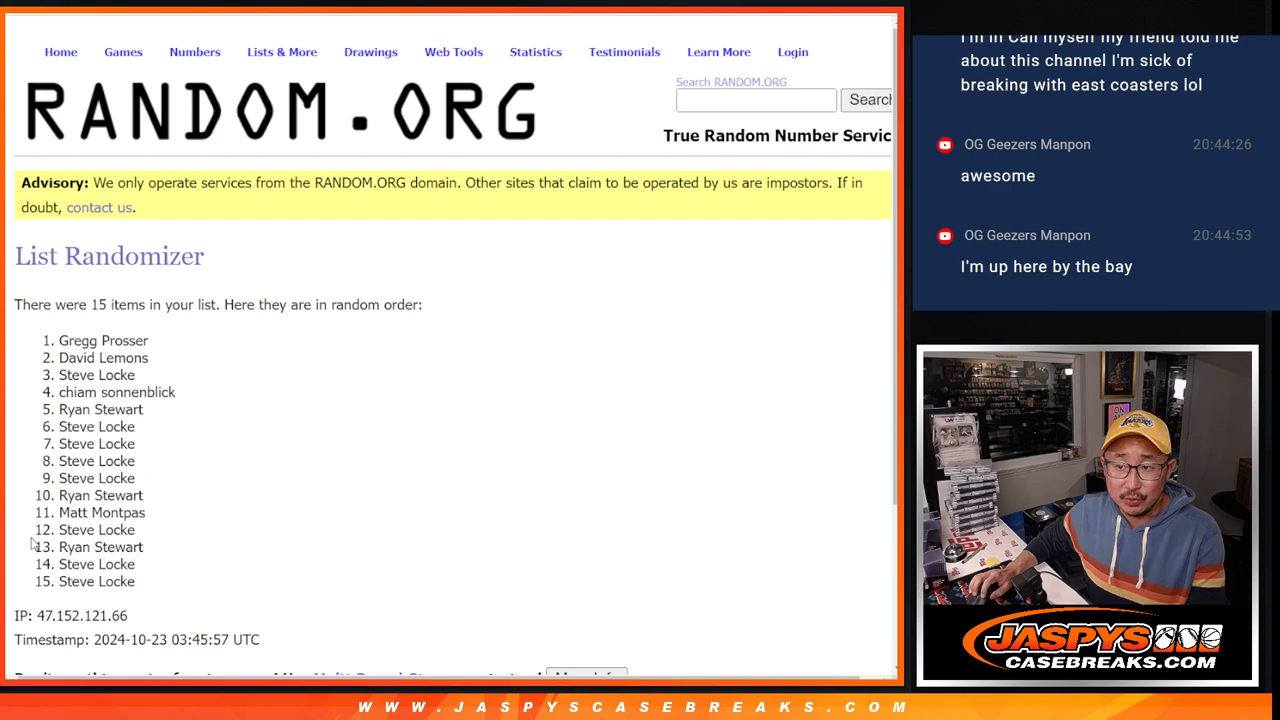 Home Games Numbers Lists & More Drawings Web Tools Statistics Testimonials Learn More Login
RANDOM.ORG
Search RANDOM.ORG
Search
True Random Number Servic
Advisory: We only operate services from the RANDOM.ORG domain. Other sites that claim to be operated by us are impostors. If in
doubt, contact us.
List Randomizer
There were 15 items in your list. Here they are in random order:
1. Gregg Prosser
2. David Lemons
3. Steve Locke
4. chiam sonnenblick
5. Ryan Stewart
6. Steve Locke
7. Steve Locke
8. Steve Locke
9. Steve Locke
10. Ryan Stewart
11. Matt Montpas
12. Steve Locke
13. Ryan Stewart
14. Steve Locke
15. Steve Locke
IP: 47.152.121.66
Timestamp: 2024-10-23 03:45:57 UTC
I'm in Cali myself my friend told me
about this channel I'm sick of
breaking with east coasters lol
OG Geezers Manpon 20:44:26
awesome
OG Geezers Manpon 20:44:53
I'm up here by the bay
JASPYS
CASEBREAKS.COM
WWW.JASPYSCASEBREAKS.COM